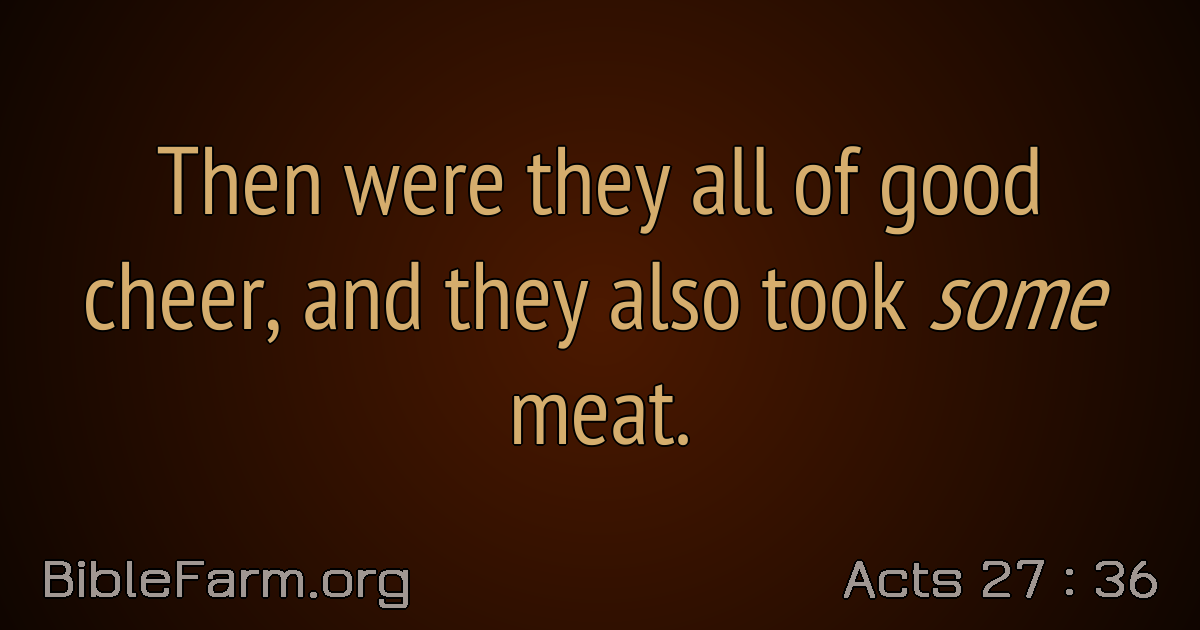 Then were they all of good
cheer, and they also took some
meat.
BibleFarm.org
Acts 27 : 36